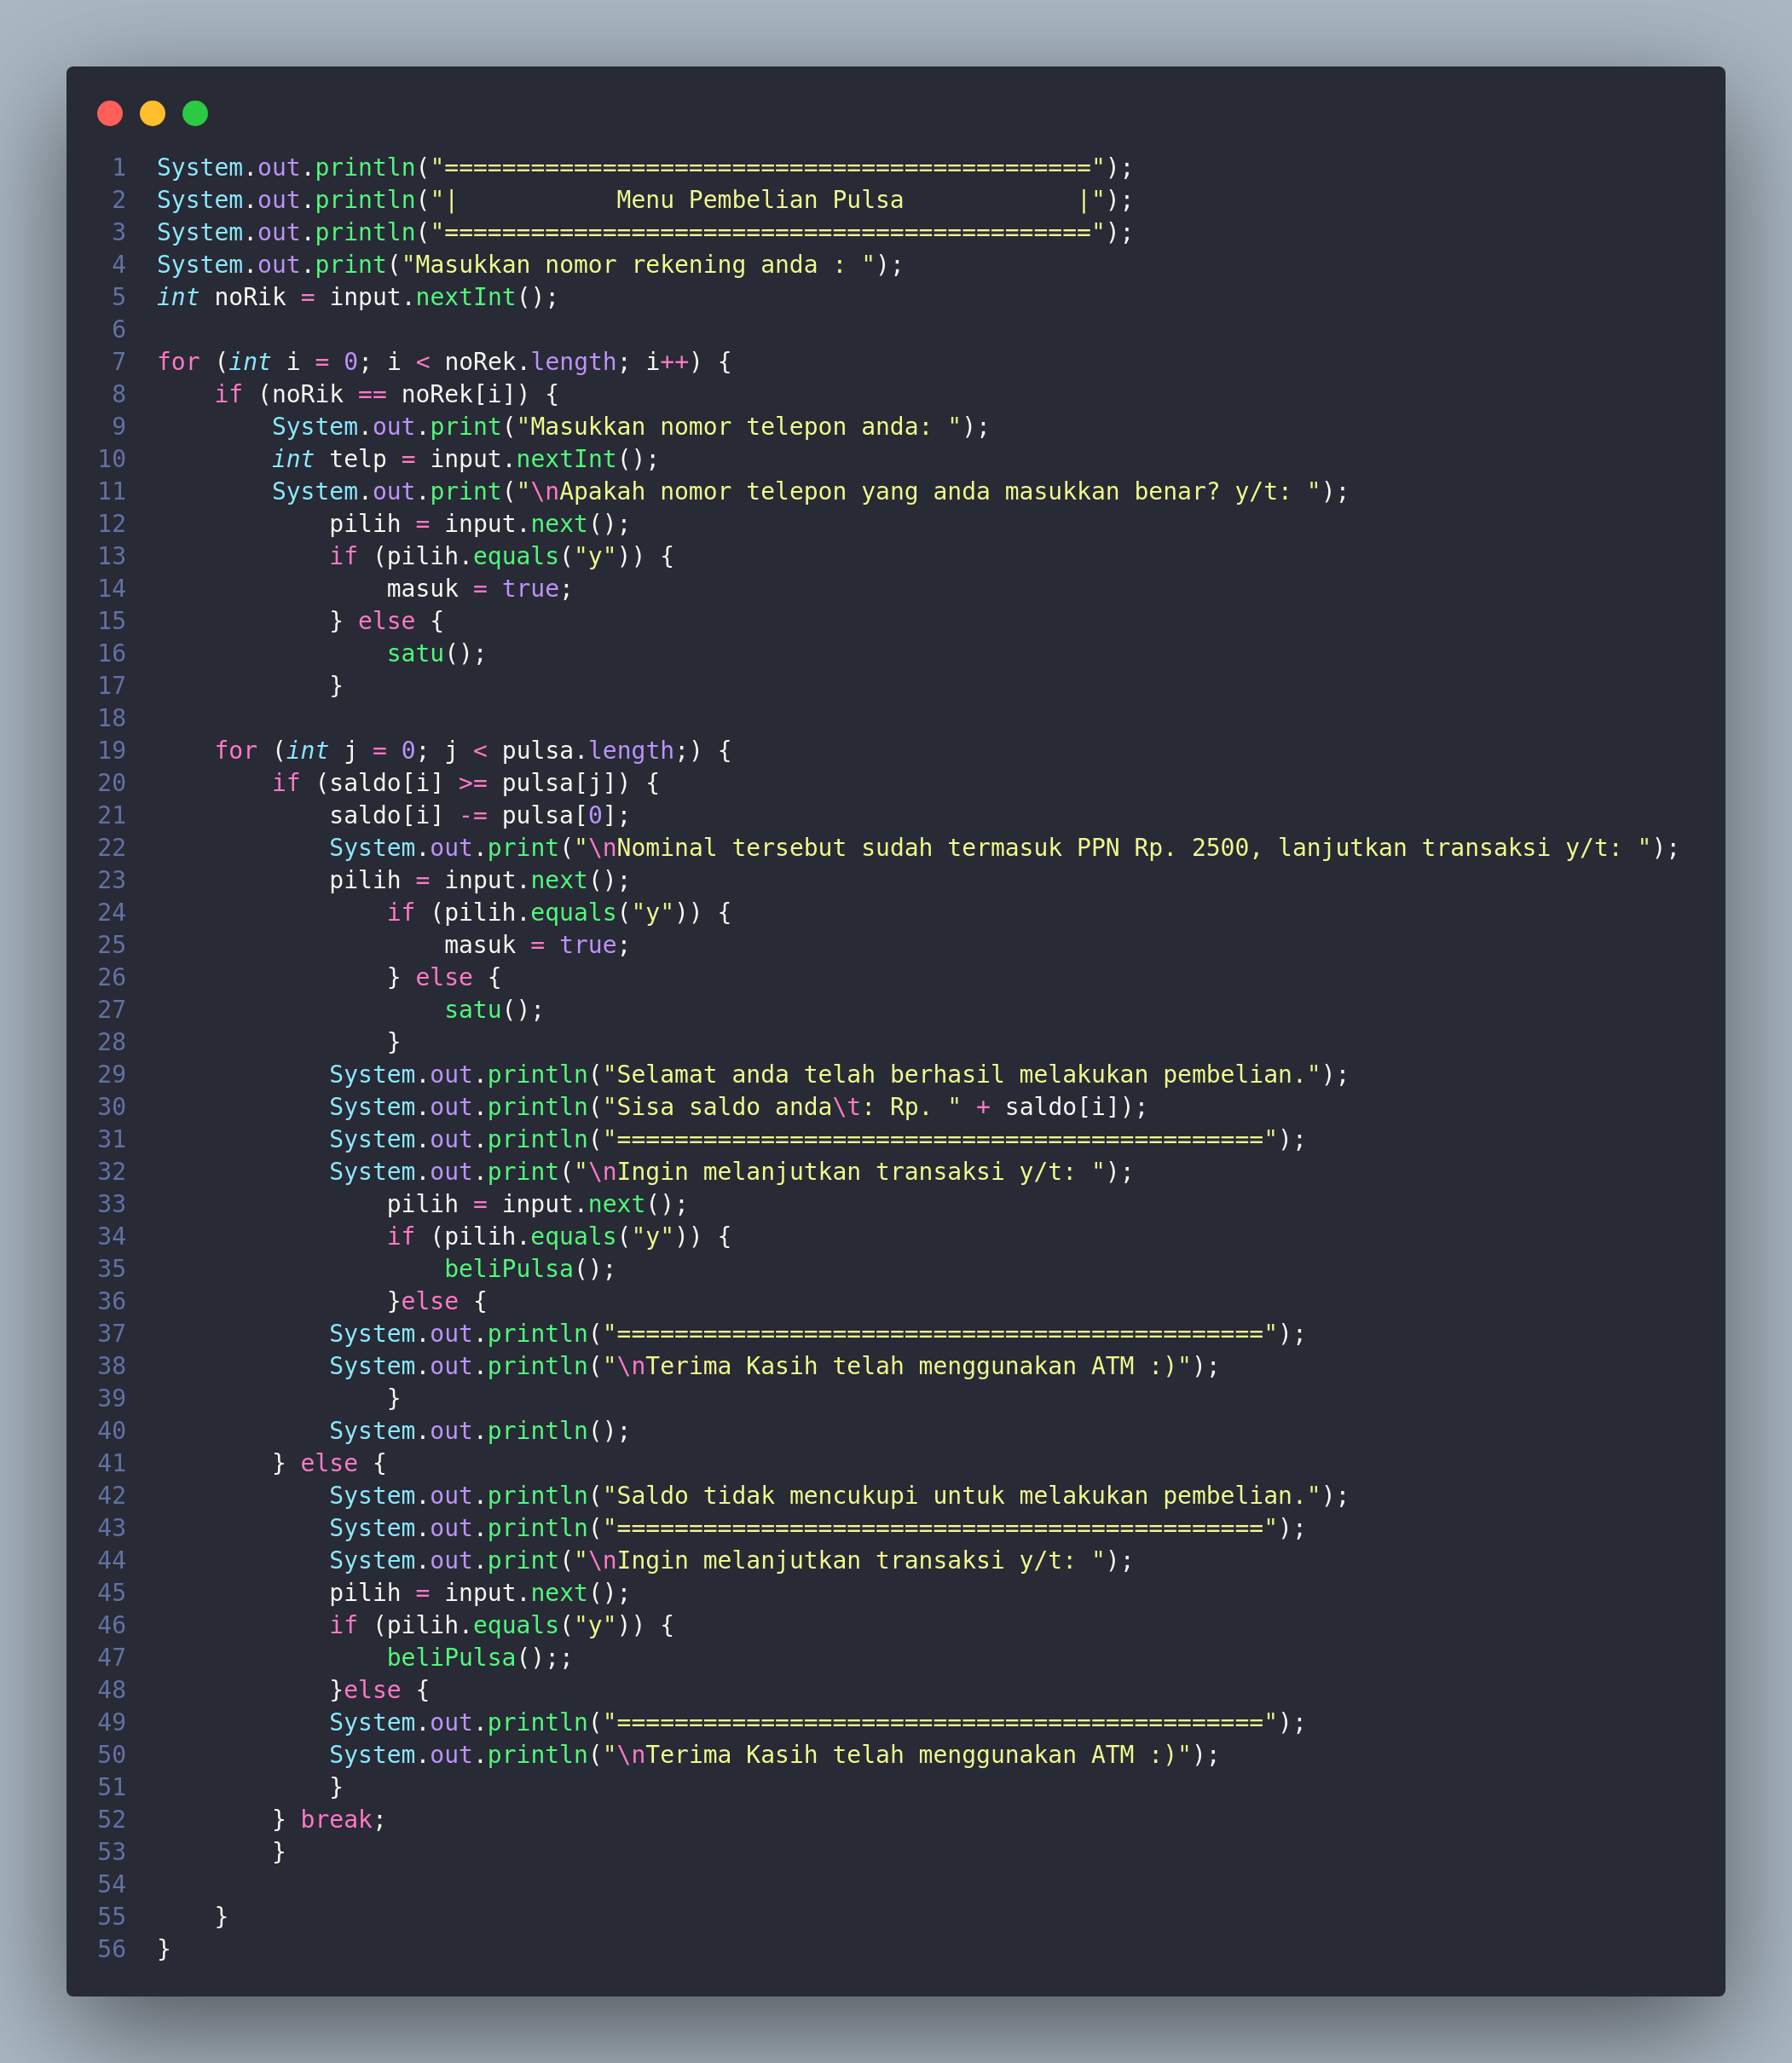 1 System.out.println("=============================================");
2 System.out.println("|           Menu Pembelian Pulsa            |");
3 System.out.println("=============================================");
4 System.out.print("Masukkan nomor rekening anda : ");
5 int noRik = input.nextInt();
6
7 for (int i = 0; i < noRek.length; i++) {
8     if (noRik == noRek[i]) {
9         System.out.print("Masukkan nomor telepon anda: ");
10         int telp = input.nextInt();
11         System.out.print("\nApakah nomor telepon yang anda masukkan benar? y/t: ");
12             pilih = input.next();
13             if (pilih.equals("y")) {
14                 masuk = true;
15             } else {
16                 satu();
17             }
18
19     for (int j = 0; j < pulsa.length;) {
20         if (saldo[i] >= pulsa[j]) {
21             saldo[i] -= pulsa[0];
22             System.out.print("\nNominal tersebut sudah termasuk PPN Rp. 2500, lanjutkan transaksi y/t: ");
23             pilih = input.next();
24                 if (pilih.equals("y")) {
25                     masuk = true;
26                 } else {
27                     satu();
28                 }
29             System.out.println("Selamat anda telah berhasil melakukan pembelian.");
30             System.out.println("Sisa saldo anda\t: Rp. " + saldo[i]);
31             System.out.println("=============================================");
32             System.out.print("\nIngin melanjutkan transaksi y/t: ");
33                 pilih = input.next();
34                 if (pilih.equals("y")) {
35                     beliPulsa();
36                 }else {
37             System.out.println("=============================================");
38             System.out.println("\nTerima Kasih telah menggunakan ATM :)");
39                 }
40             System.out.println();
41         } else {
42             System.out.println("Saldo tidak mencukupi untuk melakukan pembelian.");
43             System.out.println("=============================================");
44             System.out.print("\nIngin melanjutkan transaksi y/t: ");
45             pilih = input.next();
46             if (pilih.equals("y")) {
47                 beliPulsa();;
48             }else {
49             System.out.println("=============================================");
50             System.out.println("\nTerima Kasih telah menggunakan ATM :)");
51             }
52         } break;
53         }
54
55     }
56 }